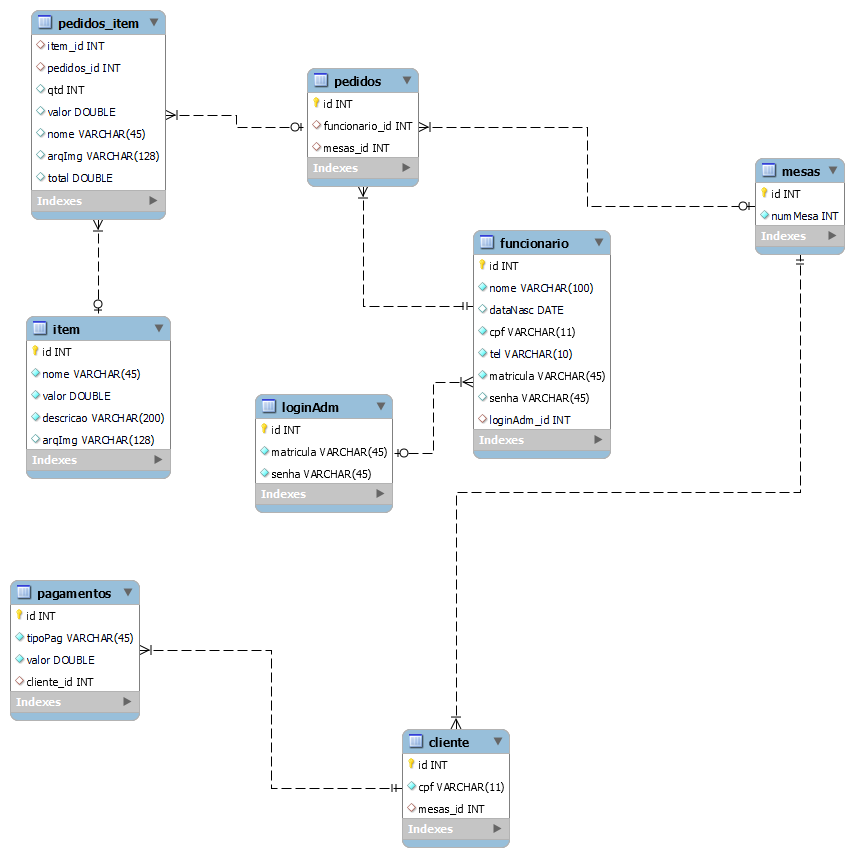 pedidos_item
item_id INT
pedidos_id INT
qtd INT
valor DOUBLE
nome VARCHAR(45)
arqImg VARCHAR(128)
total DOUBLE
Indexes
pedidos
id INT
funcionario_id INT
mesas_id INT
Indexes
mesas
id INT
numMesa INT
Indexes
funcionario
id INT
nome VARCHAR(100)
dataNasc DATE
cpf VARCHAR(11)
tel VARCHAR(10)
matricula VARCHAR(45)
senha VARCHAR(45)
loginAdm_id INT
Indexes
item
id INT
nome VARCHAR(45)
valor DOUBLE
descricao VARCHAR(200)
arqImg VARCHAR(128)
Indexes
loginAdm
id INT
matricula VARCHAR(45)
senha VARCHAR(45)
Indexes
pagamentos
id INT
tipoPag VARCHAR(45)
valor DOUBLE
cliente_id INT
Indexes
cliente
id INT
cpf VARCHAR(11)
mesas_id INT
Indexes